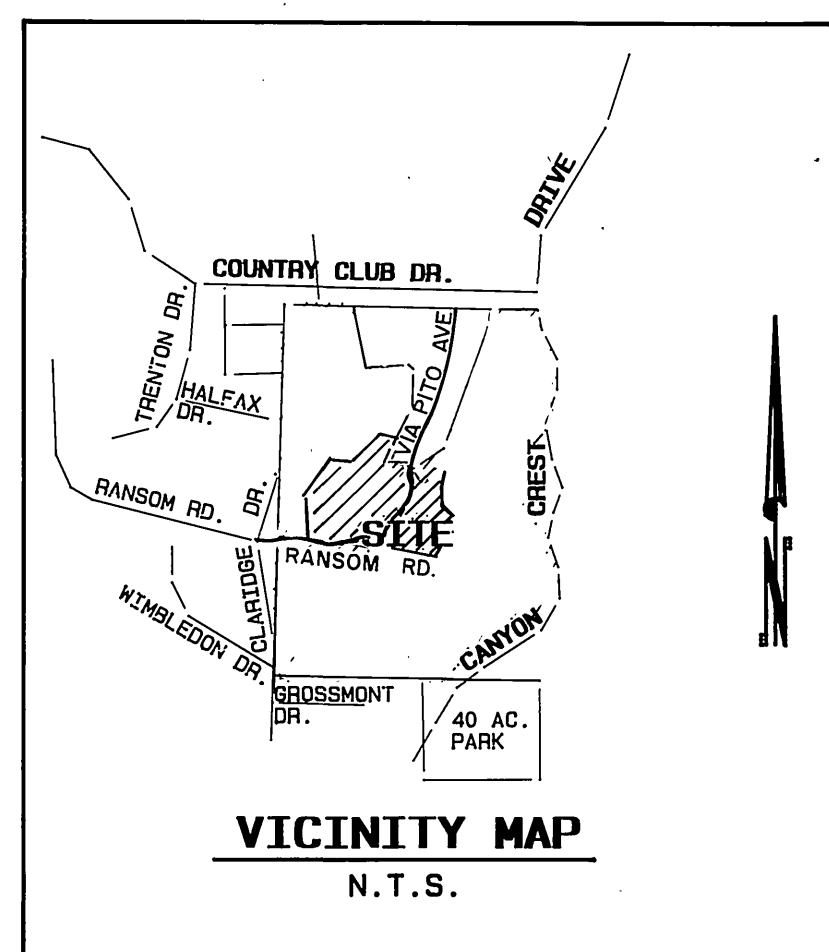 DRIVE
COUNTRY CLUB DR.
TRENTON DR.
HALFAX
DR.
VIA PITO AVE
CREST
RANSOM RD.
DR.
SITE
RANSOM RD.
CLARIDGE
WIMBLEDON DR.
CANYON
GROSSMONT
DR.
40 AC.
PARK
N
VICINITY MAP
N.T.S.